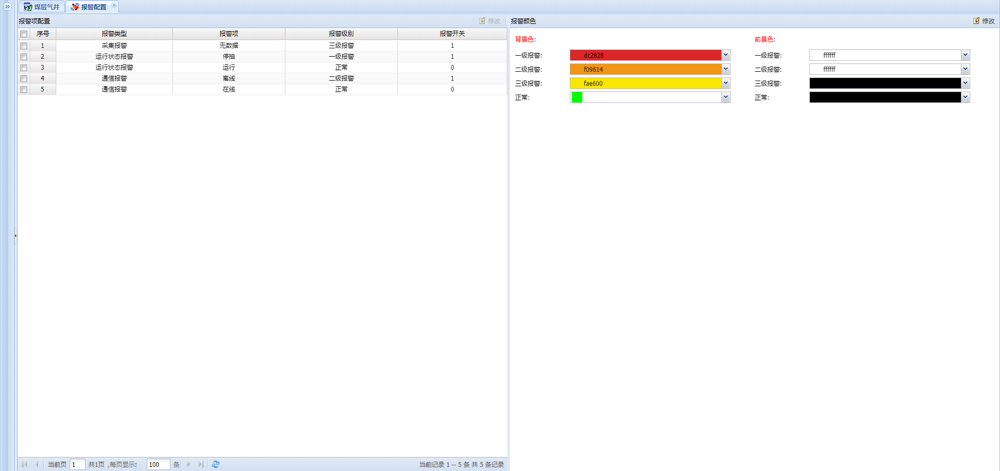 煤层气井 报警配置
报警项配置 修改
序号 报警类型 报警项 报警级别 报警开关
1 采集报警 无数据 三级报警 1
2 运行状态报警 停抽 一级报警 1
3 运行状态报警 运行 正常 0
4 通信报警 离线 二级报警 1
5 通信报警 在线 正常 0
当前页 1 共1页 ,每页显示: 100 条 当前记录 1 -- 5 条 共 5 条记录
报警颜色 修改
背景色: 前景色:
一级报警: dc2828 一级报警: ffffff
二级报警: f09614 二级报警: ffffff
三级报警: fae600 三级报警:
正常: 正常: